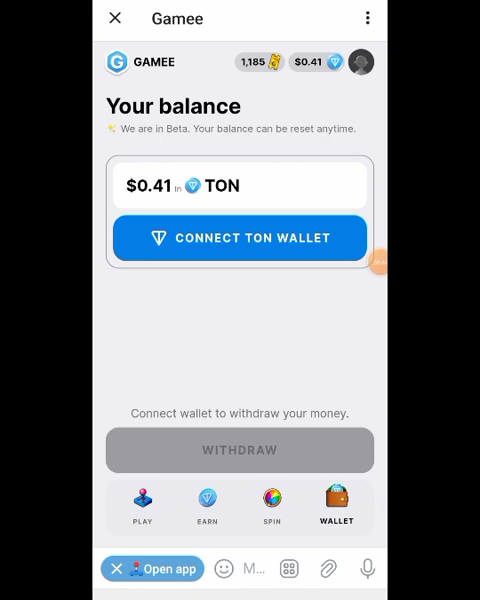 Gamee
GAMEE
1,185
$0.41
Your balance
We are in Beta. Your balance can be reset anytime.
$0.41 in TON
CONNECT TON WALLET
Connect wallet to withdraw your money.
WITHDRAW
PLAY
EARN
SPIN
WALLET
Open app
M...